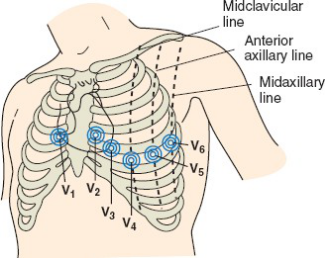 Midclavicular
line
Anterior
axillary line
Midaxillary
line
V1
V2
V3
V4
V5
V6